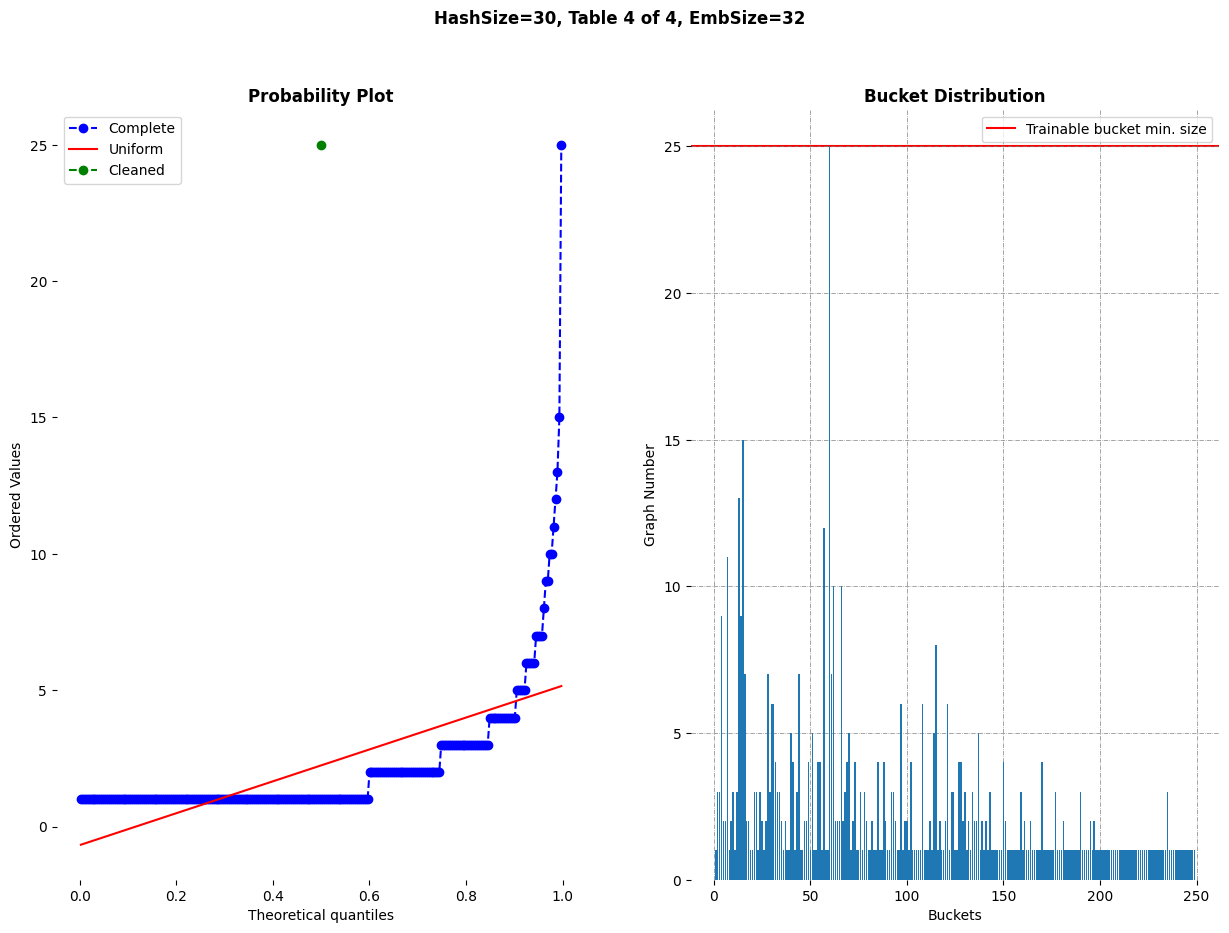 HashSize=30, Table 4 of 4, EmbSize=32
Probability Plot
Complete
Uniform
Cleaned
Ordered Values
25
20
15
10
5
0
0.0 0.2 0.4 0.6 0.8 1.0
Theoretical quantiles
Bucket Distribution
Trainable bucket min. size
Graph Number
25
20
15
10
5
0
0 50 100 150 200 250
Buckets